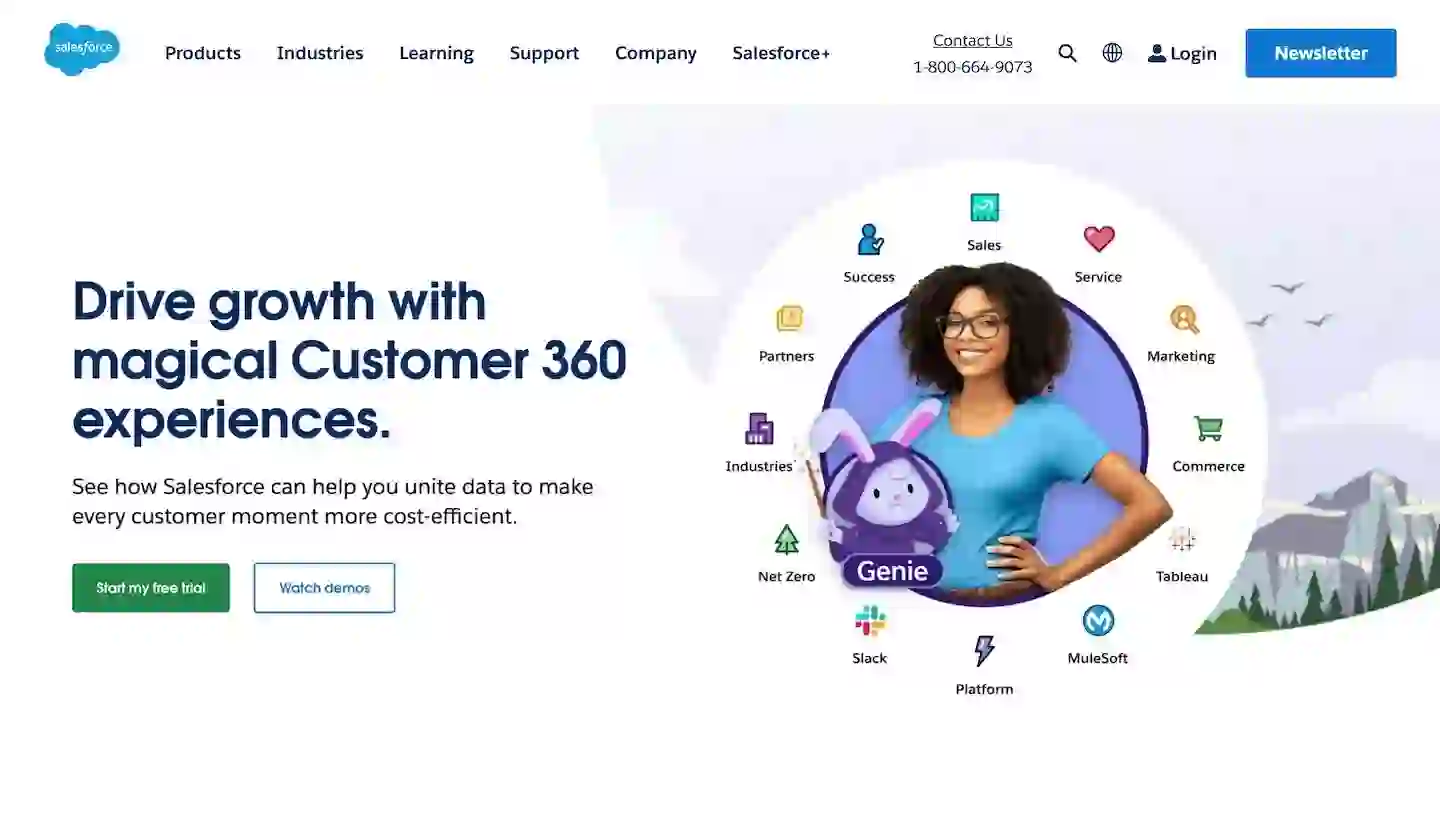 salesforce
Products
Industries
Learning
Support
Company
Salesforce+
Contact Us
1-800-664-9073
Login
Newsletter
Drive growth with
magical Customer 360
experiences.
See how Salesforce can help you unite data to make
every customer moment more cost-efficient.
Start my free trial
Watch demos
Sales
Success
Service
Partners
Marketing
Industries
Commerce
Genie
Net Zero
Tableau
Slack
MuleSoft
Platform